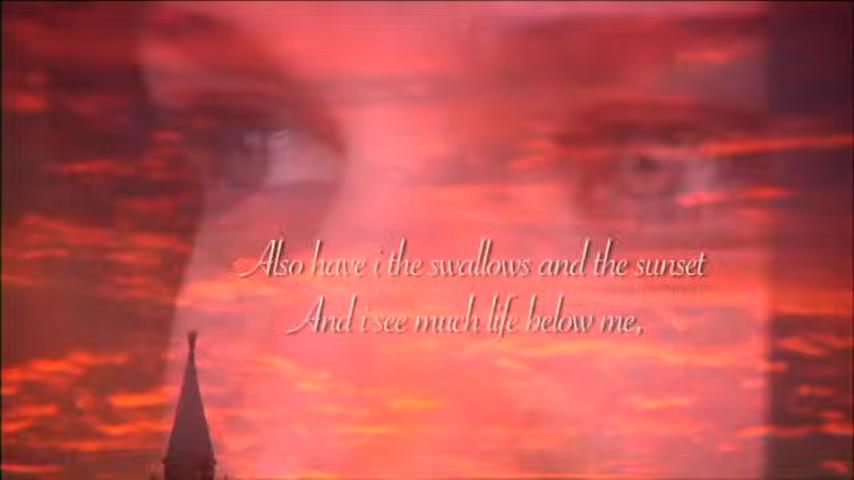 Also have i the swallows and the sunset
And i see much life below me,